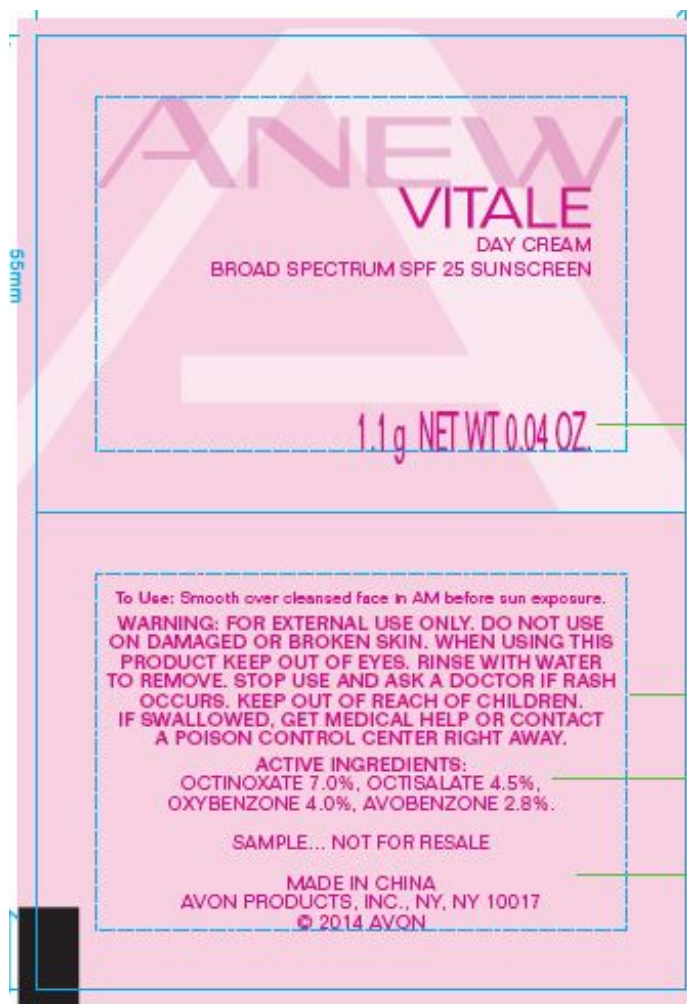 ANEW
VITALE
DAY CREAM
BROAD SPECTRUM SPF 25 SUNSCREEN
65mm
1.1 g NET WT 0.04 OZ.
To Use: Smooth over cleansed face in AM before sun exposure.
WARNING: FOR EXTERNAL USE ONLY. DO NOT USE
ON DAMAGED OR BROKEN SKIN. WHEN USING THIS
PRODUCT KEEP OUT OF EYES. RINSE WITH WATER
TO REMOVE. STOP USE AND ASK A DOCTOR IF RASH
OCCURS. KEEP OUT OF REACH OF CHILDREN.
IF SWALLOWED, GET MEDICAL HELP OR CONTACT
A POISON CONTROL CENTER RIGHT AWAY.
ACTIVE INGREDIENTS:
OCTINOXATE 7.0%, OCTISALATE 4.5%,
OXYBENZONE 4.0%, AVOBENZONE 2.8%.
SAMPLE... NOT FOR RESALE
MADE IN CHINA
AVON PRODUCTS, INC., NY, NY 10017
© 2014 AVON